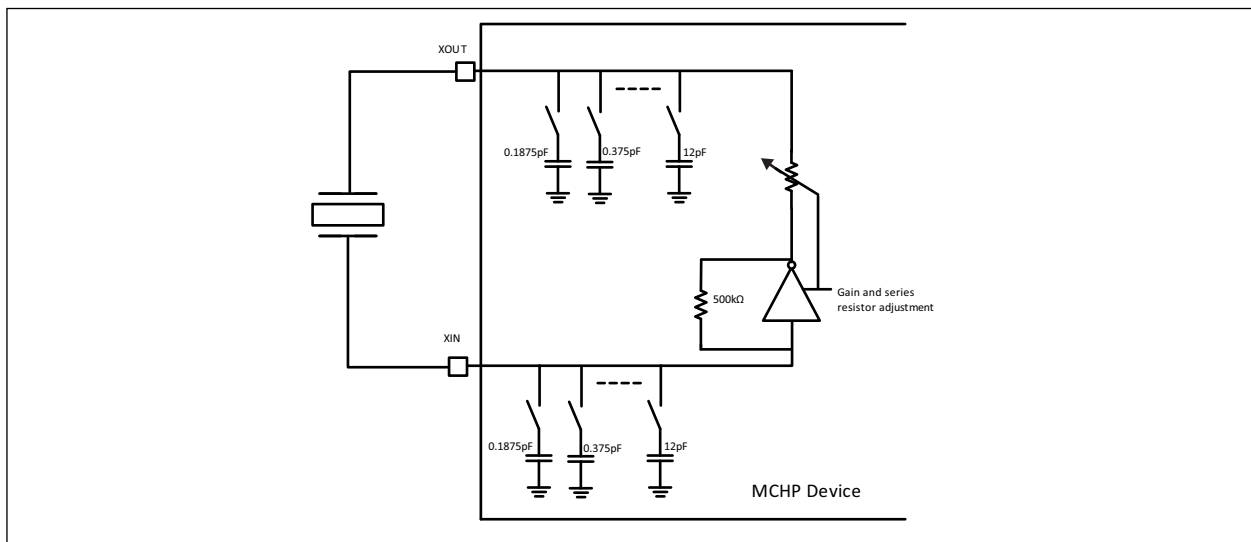 XOUT
0.1875pF
0.375pF
12pF
500kΩ
Gain and series
resistor adjustment
XIN
0.1875pF
0.375pF
12pF
MCHP Device